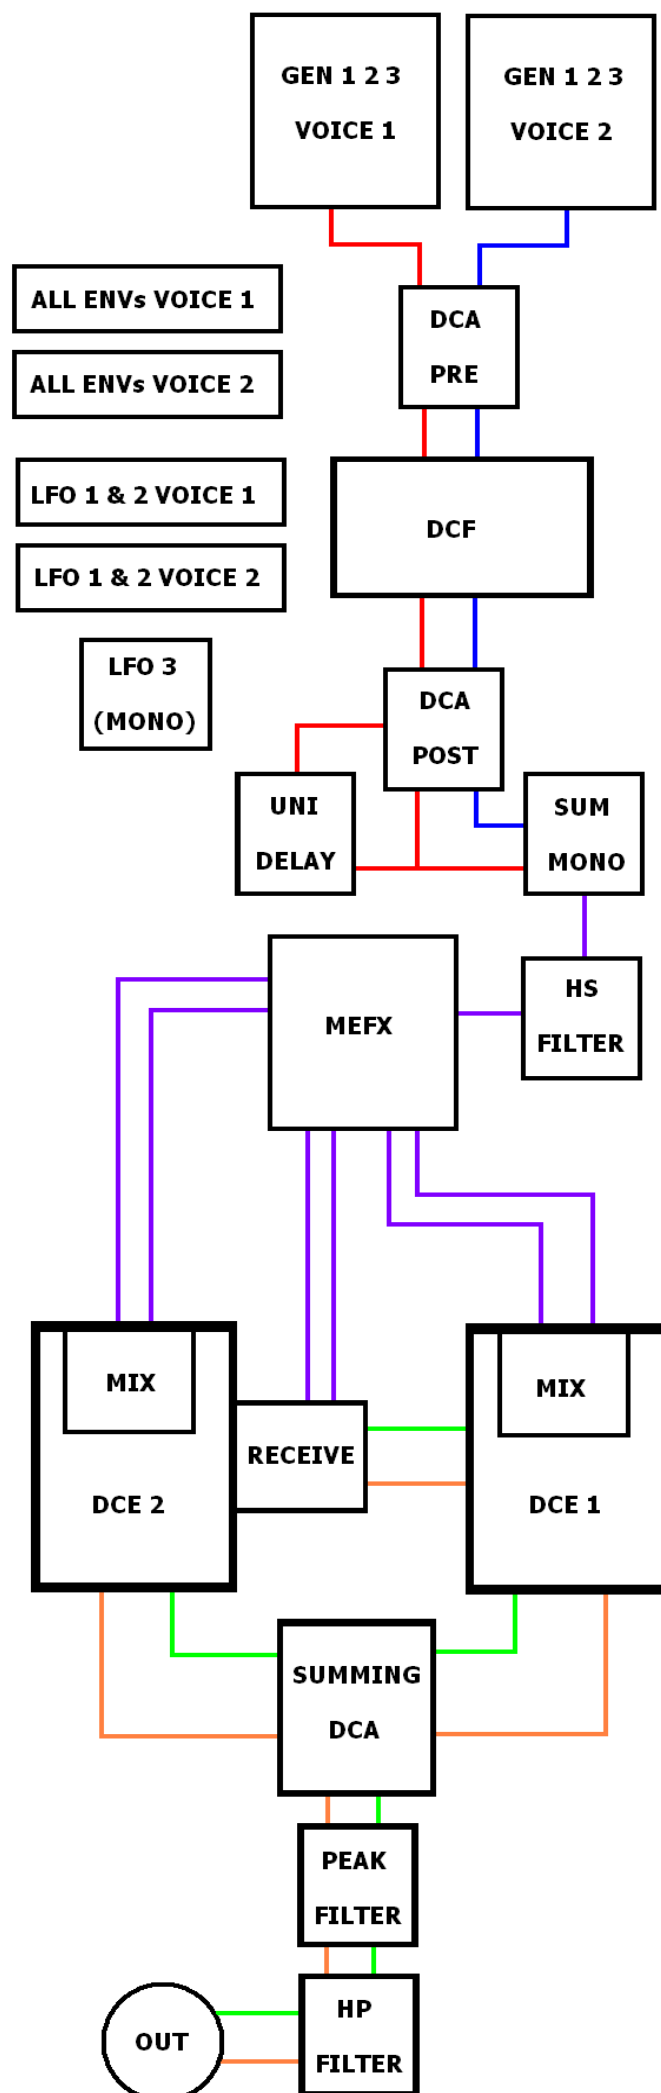 GEN 1 2 3
VOICE 1
GEN 1 2 3
VOICE 2
ALL ENVs VOICE 1
ALL ENVs VOICE 2
DCA
PRE
LFO 1 & 2 VOICE 1
LFO 1 & 2 VOICE 2
DCF
LFO 3
(MONO)
DCA
POST
UNI
DELAY
SUM
MONO
MEFX
HS
FILTER
MIX
DCE 2
RECEIVE
MIX
DCE 1
SUMMING
DCA
PEAK
FILTER
HP
FILTER
OUT